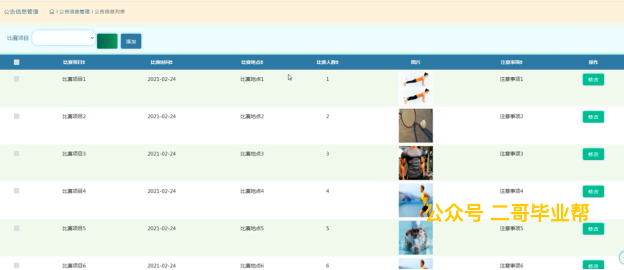 公告信息管理 公告信息管理 公告信息列表
比赛项目 添加
比赛项目 比赛时间 比赛地点 比赛人数 图片 注意事项 操作
比赛项目1 2021-02-24 比赛地点1 1 注意事项1 修改
比赛项目2 2021-02-24 比赛地点2 2 注意事项2 修改
比赛项目3 2021-02-24 比赛地点3 3 注意事项3 修改
比赛项目4 2021-02-24 比赛地点4 4 注意事项4 修改
公众号 二哥毕业帮
比赛项目5 2021-02-24 比赛地点5 5 注意事项5 修改
比赛项目6 2021-02-24 比赛地点6 6 注意事项6 修改